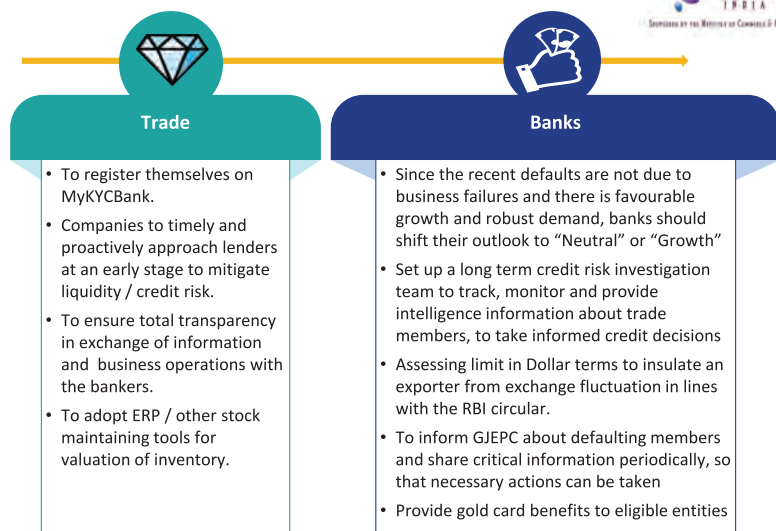 INDIA
SPONSORED BY THE MINISTRY OF COMMERCE &
Trade
Banks
• To register themselves on
MyKYCBank.
• Companies to timely and
proactively approach lenders
at an early stage to mitigate
liquidity / credit risk.
• To ensure total transparency
in exchange of information
and business operations with
the bankers.
• To adopt ERP / other stock
maintaining tools for
valuation of inventory.
• Since the recent defaults are not due to
business failures and there is favourable
growth and robust demand, banks should
shift their outlook to “Neutral” or “Growth”
• Set up a long term credit risk investigation
team to track, monitor and provide
intelligence information about trade
members, to take informed credit decisions
• Assessing limit in Dollar terms to insulate an
exporter from exchange fluctuation in lines
with the RBI circular.
• To inform GJEPC about defaulting members
and share critical information periodically, so
that necessary actions can be taken
• Provide gold card benefits to eligible entities